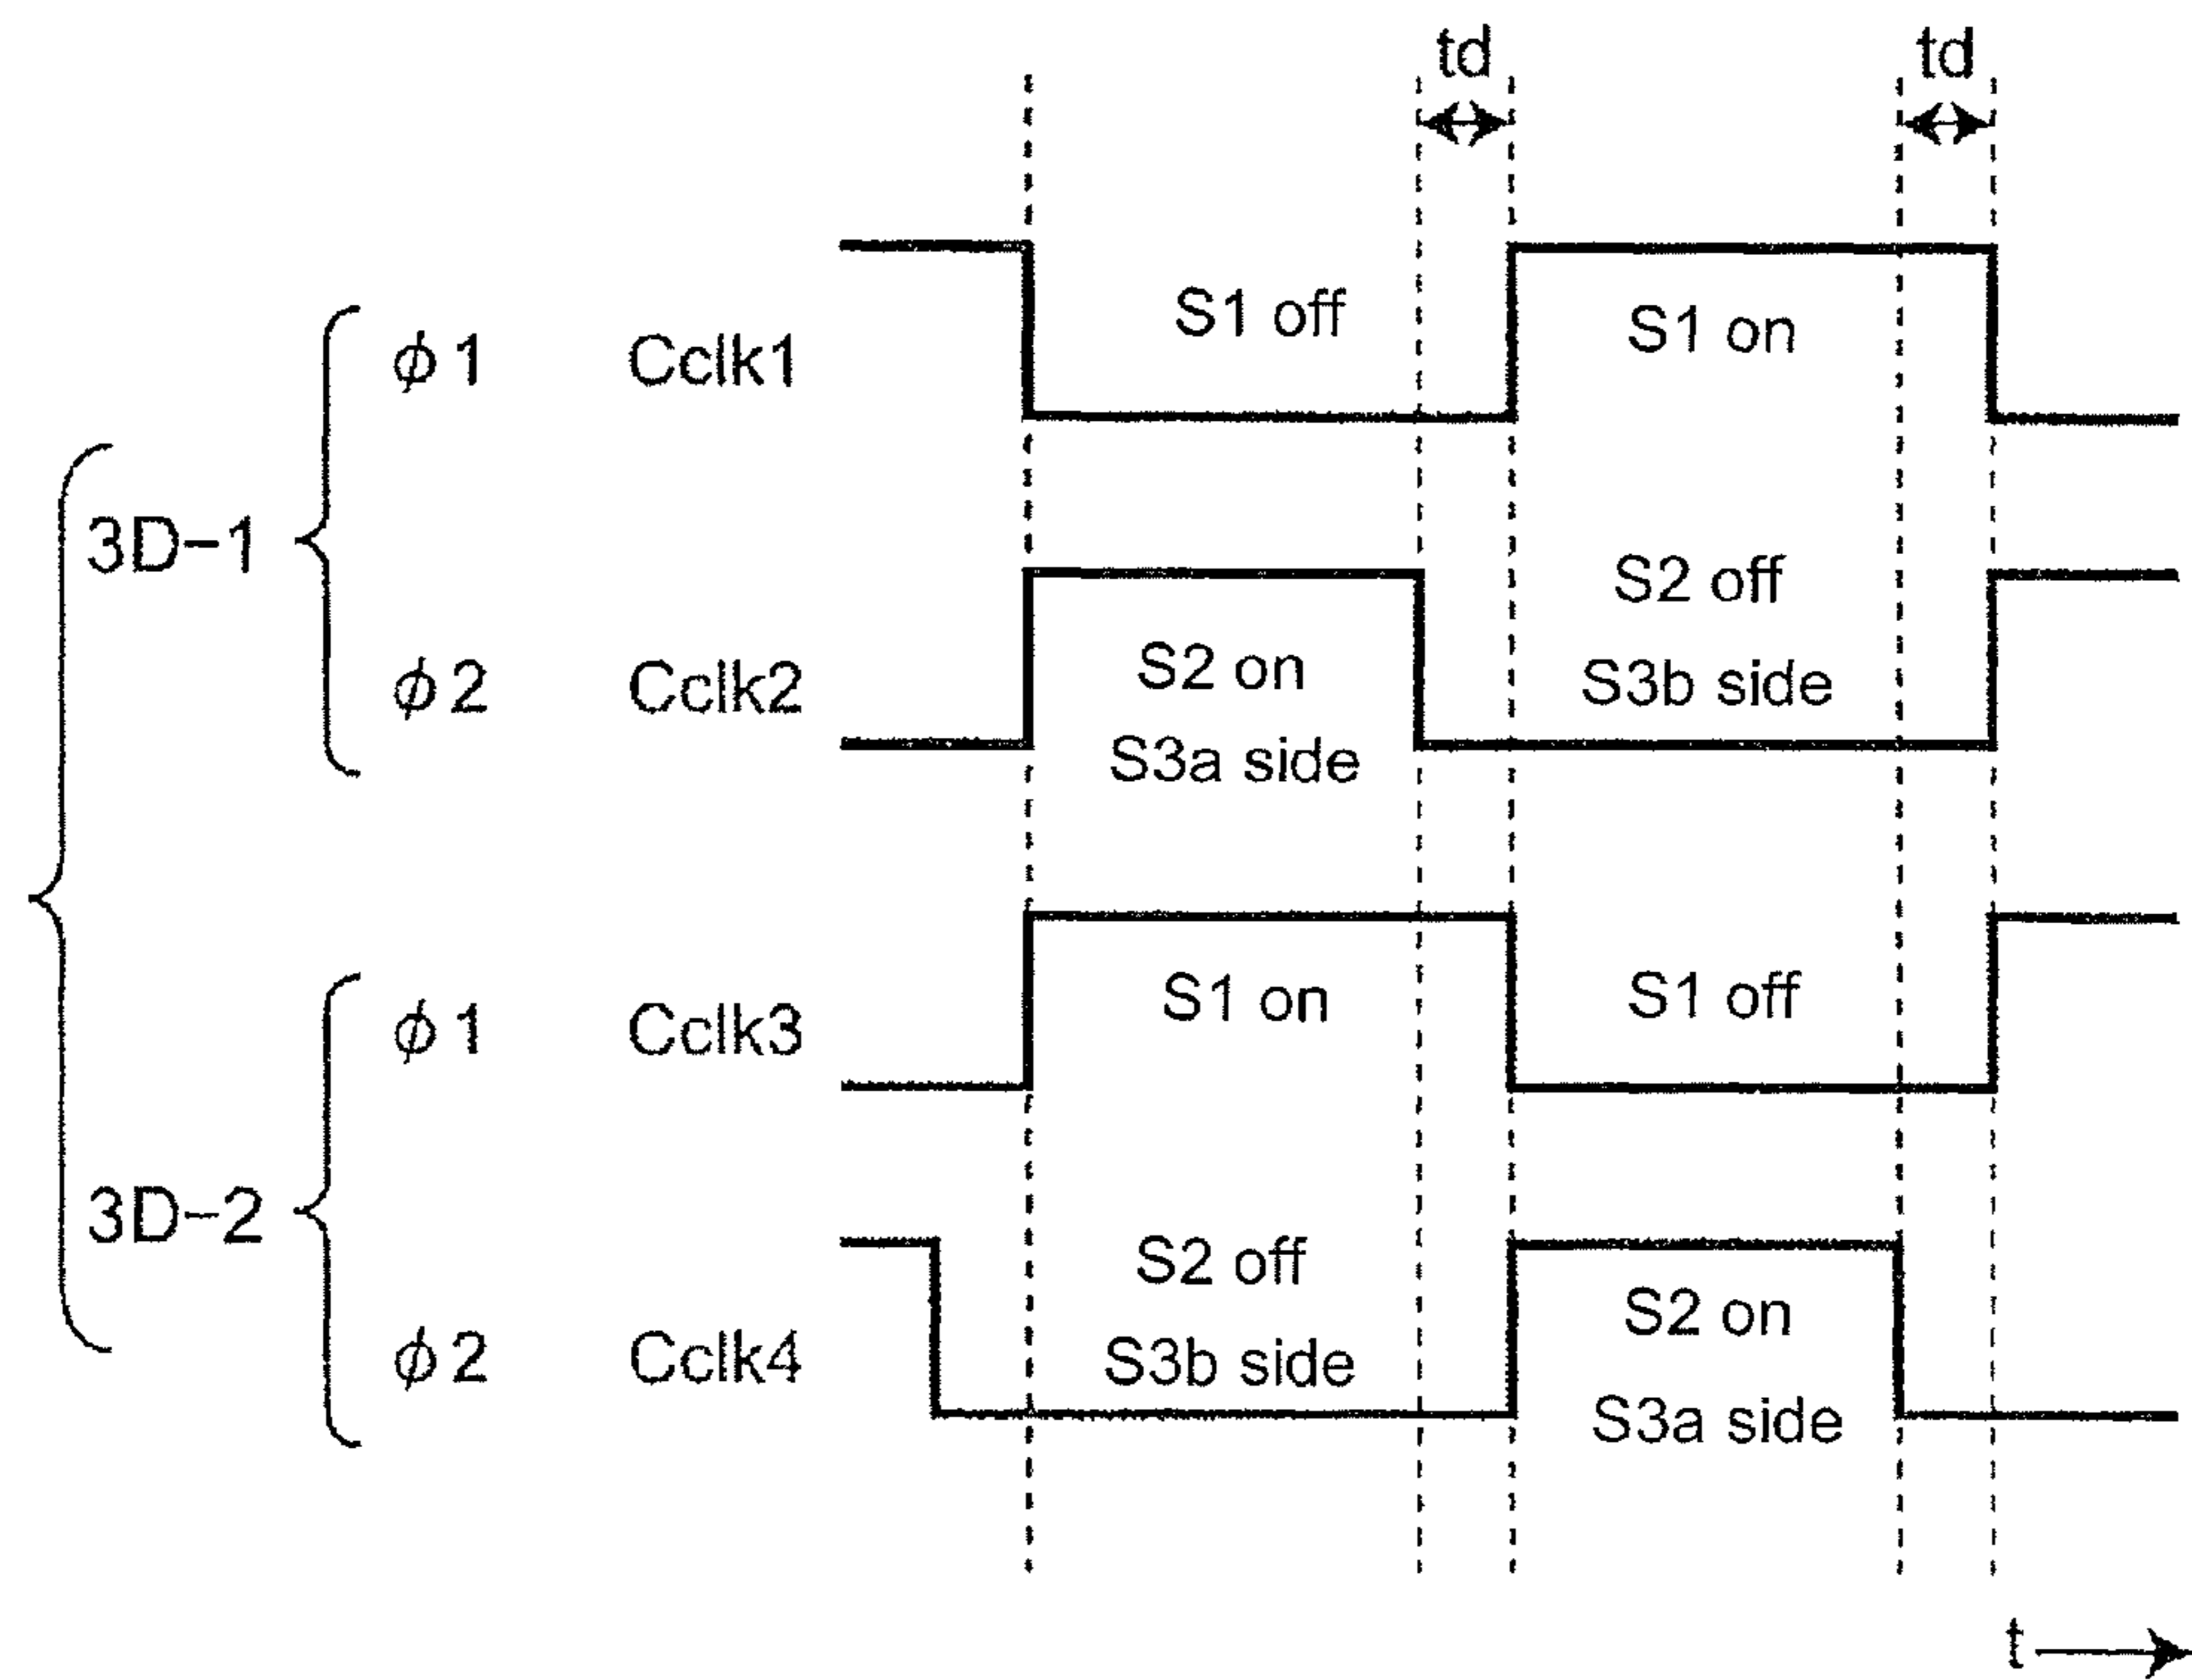 td td
S1 off
S1 on
ϕ1 Cclk1
3D-1
S2 off
S2 on
S3b side
ϕ2 Cclk2
S3a side
S1 on
S1 off
ϕ1 Cclk3
3D-2
S2 off
S2 on
S3b side
ϕ2 Cclk4
S3a side
t